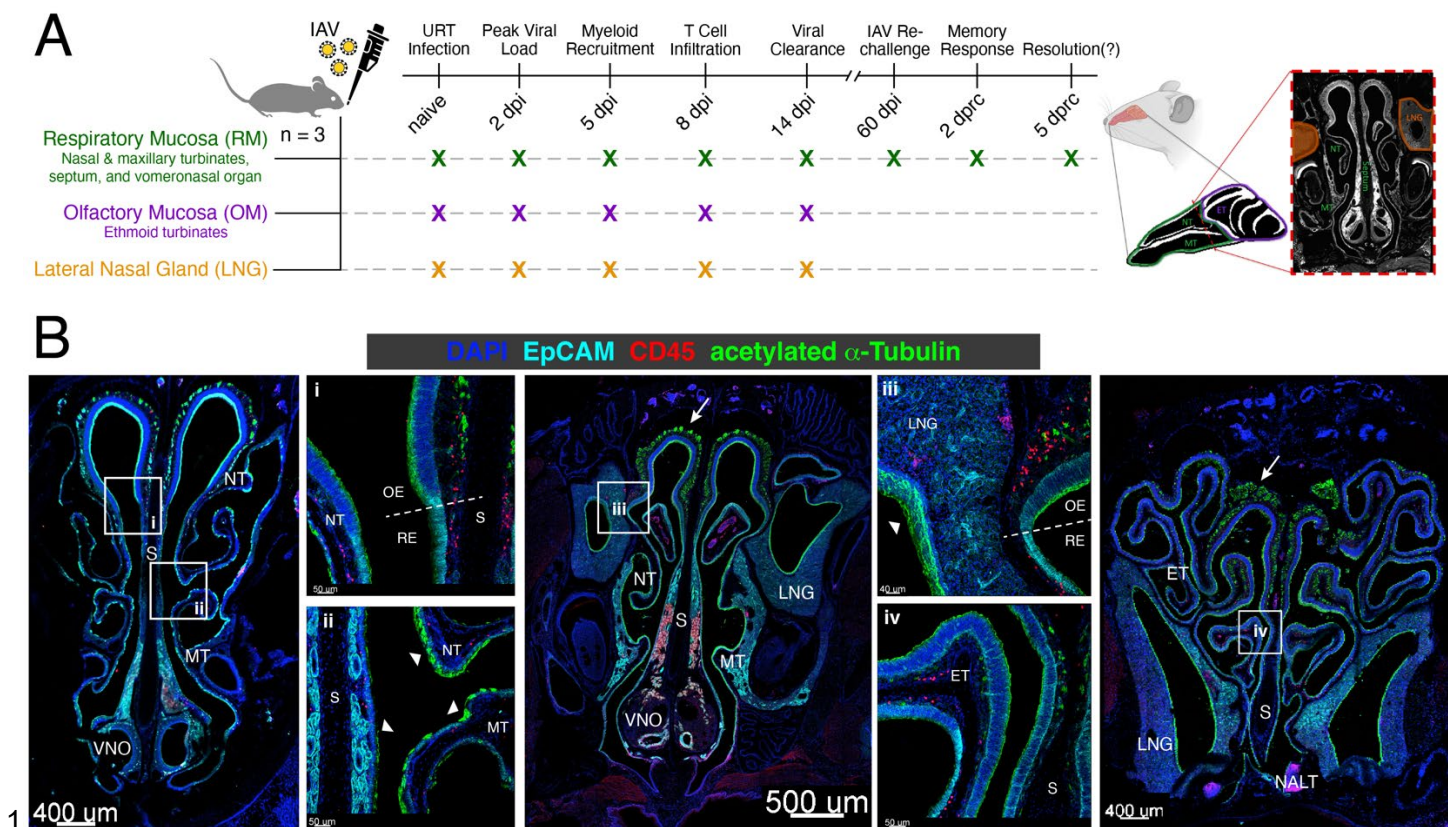 A
IAV
n = 3
URT
Infection
Peak Viral
Load
Myeloid
Recruitment
T Cell
Infiltration
Viral
Clearance
IAV Re-
challenge
Memory
Response
Resolution(?)
naive
2 dpi
5 dpi
8 dpi
14 dpi
60 dpi
2 dprc
5 dprc
Respiratory Mucosa (RM)
Nasal & maxillary turbinates,
septum, and vomeronasal organ
X X X X X X X X
Olfactory Mucosa (OM)
Ethmoid turbinates
X X X X X
Lateral Nasal Gland (LNG)
X X X X X
NT
MT
ET
LNG
NT
Septum
MT
B
DAPI EpCAM CD45 acetylated α-Tubulin
i
ii
NT
S
MT
VNO
400 um
i
OE
RE
NT
S
50 um
ii
NT
S
MT
50 um
iii
NT
S
LNG
MT
VNO
500 um
iii
LNG
OE
RE
40 um
iv
ET
S
50 um
ET
iv
S
LNG
NALT
400 um
1